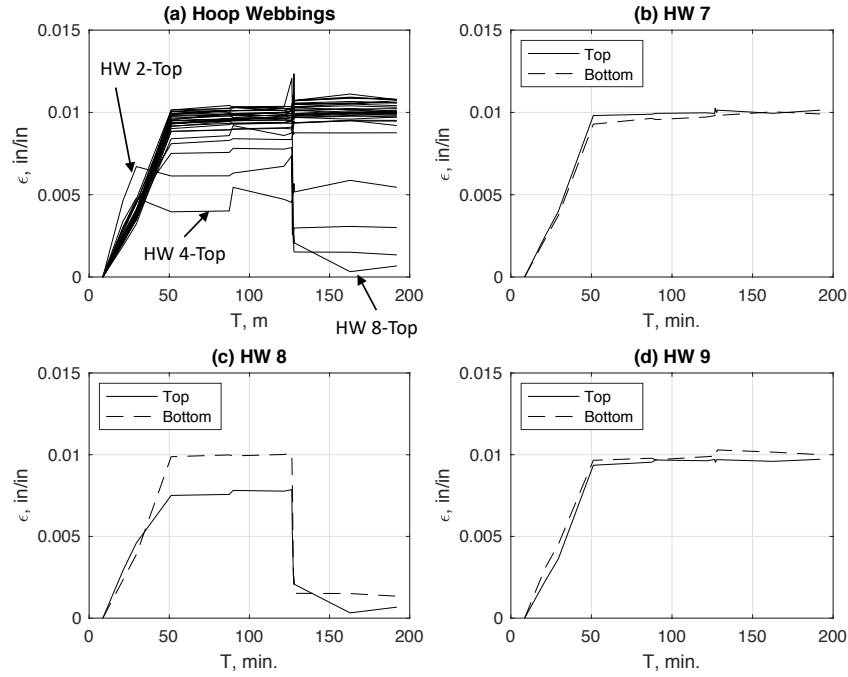 (a) Hoop Webbings
ϵ, in/in
0.015
0.01
0.005
0
0
50
100
150
200
T, m
HW 2-Top
HW 4-Top
HW 8-Top
(b) HW 7
ϵ, in/in
0.015
0.01
0.005
0
0
50
100
150
200
T, min.
Top
Bottom
(c) HW 8
ϵ, in/in
0.015
0.01
0.005
0
0
50
100
150
200
T, min.
Top
Bottom
(d) HW 9
ϵ, in/in
0.015
0.01
0.005
0
0
50
100
150
200
T, min.
Top
Bottom